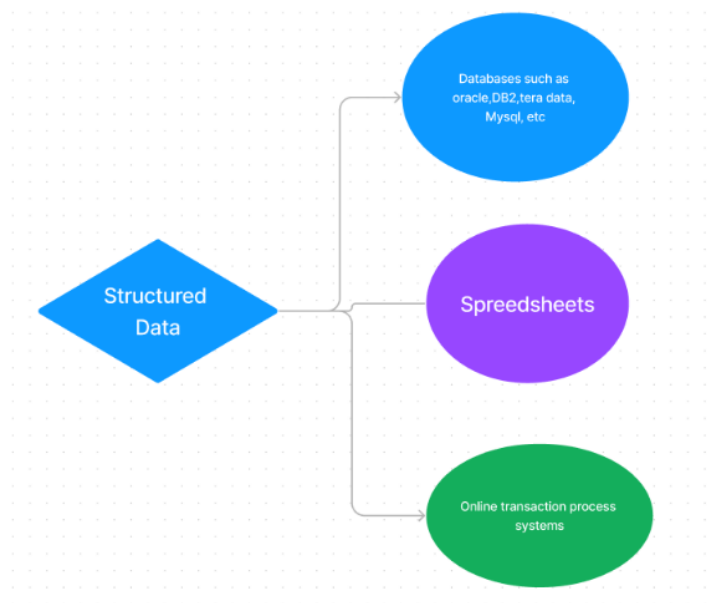 Databases such as
oracle,DB2,tera data,
Mysql, etc
Structured
Data
Spreedsheets
Online transaction process
systems